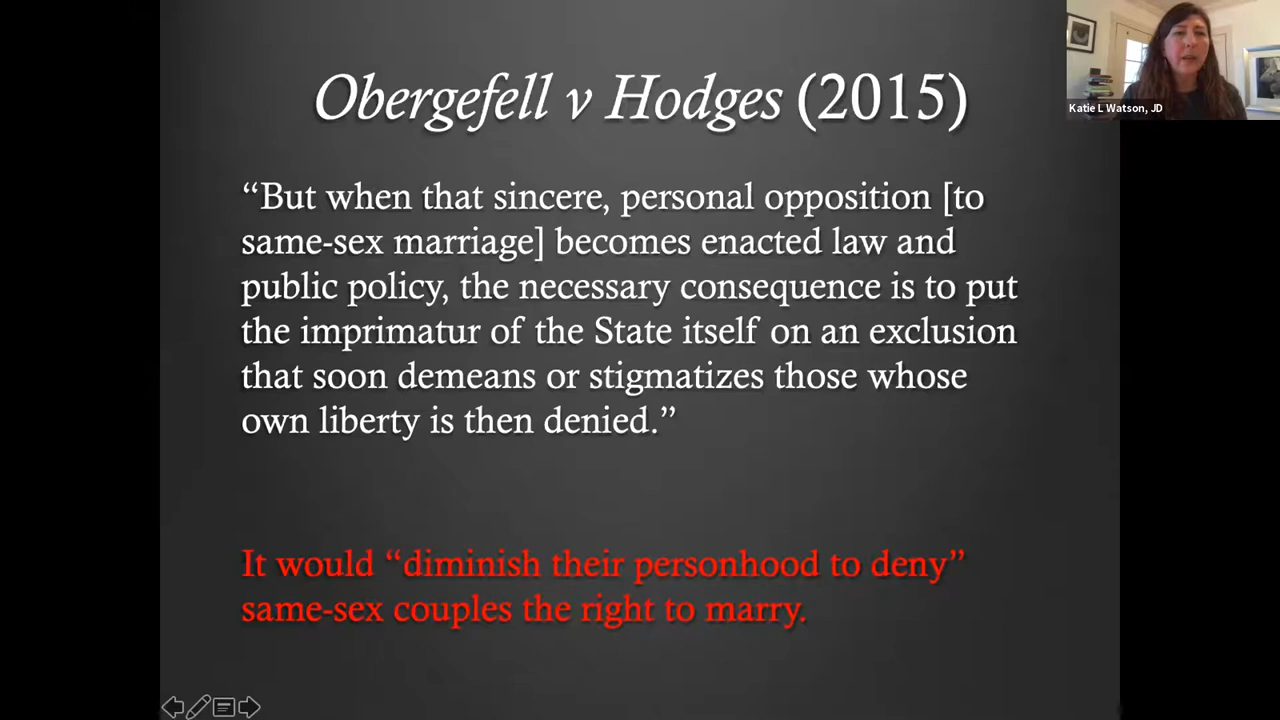 Obergefell v Hodges (2015)
Katie L Watson, JD
“But when that sincere, personal opposition [to
same-sex marriage] becomes enacted law and
public policy, the necessary consequence is to put
the imprimatur of the State itself on an exclusion
that soon demeans or stigmatizes those whose
own liberty is then denied.”
It would “diminish their personhood to deny”
same-sex couples the right to marry.